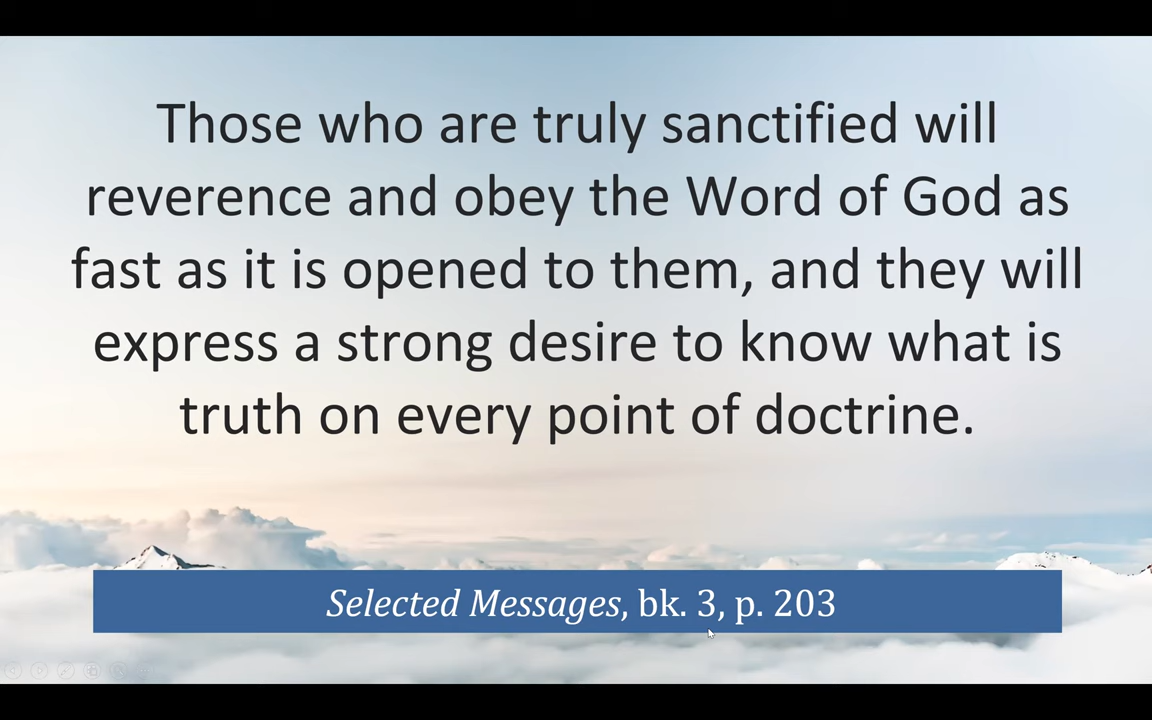 Those who are truly sanctified will
reverence and obey the Word of God as
fast as it is opened to them, and they will
express a strong desire to know what is
truth on every point of doctrine.
Selected Messages, bk. 3, p. 203